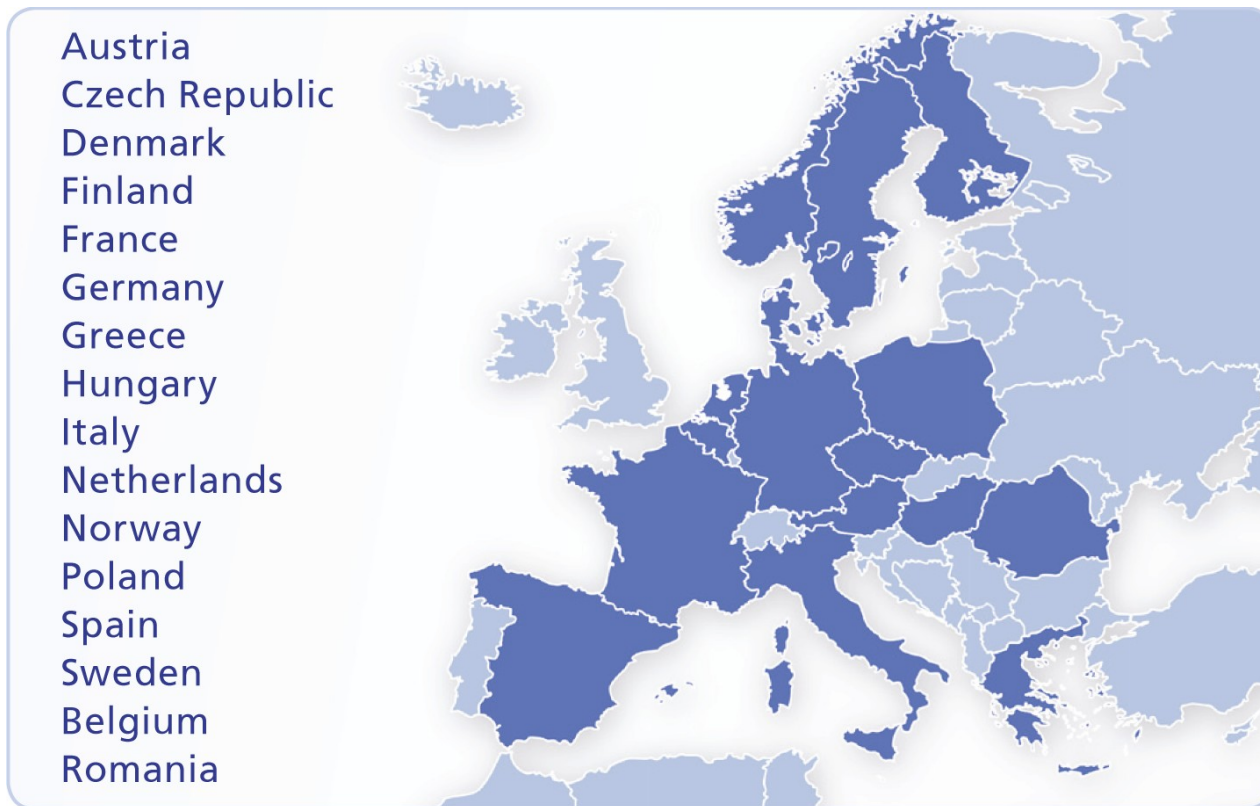 Austria
Czech Republic
Denmark
Finland
France
Germany
Greece
Hungary
Italy
Netherlands
Norway
Poland
Spain
Sweden
Belgium
Romania